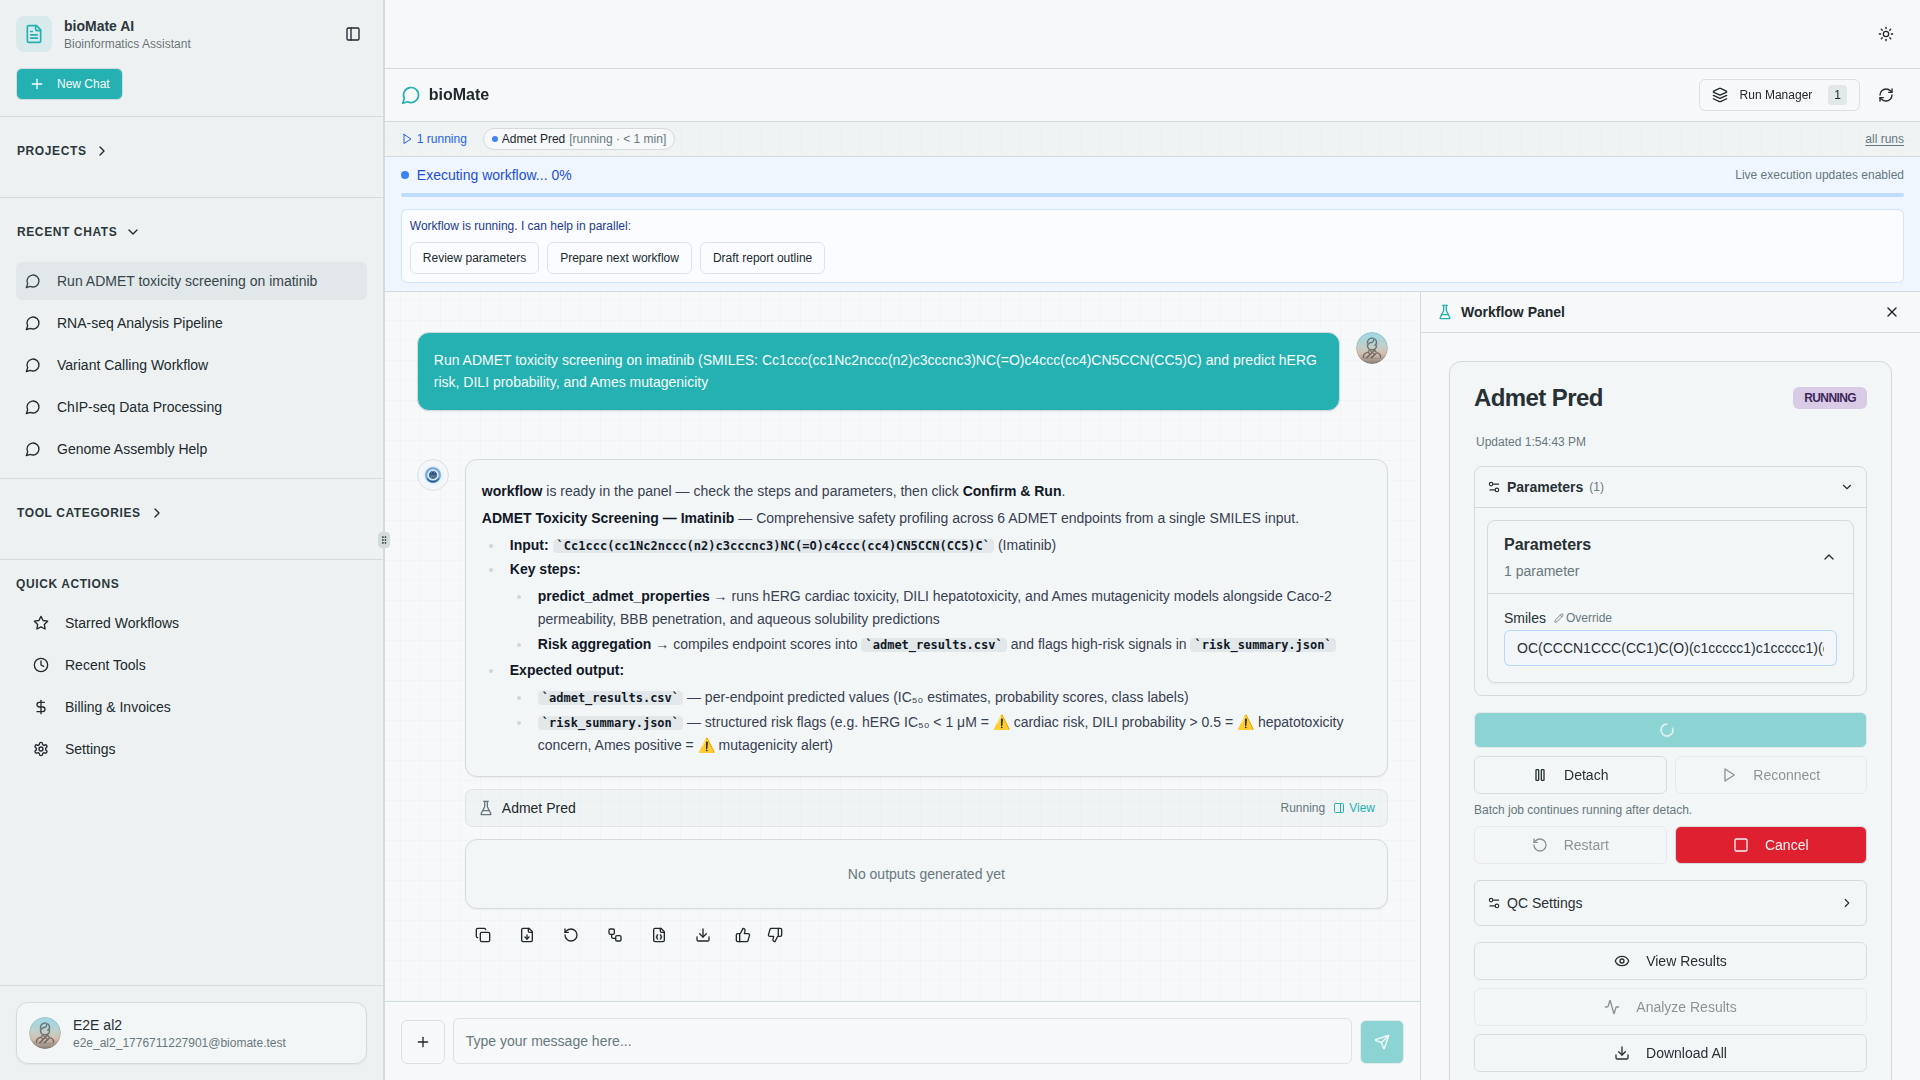 bioMate AI
Bioinformatics Assistant
New Chat
PROJECTS
RECENT CHATS
Run ADMET toxicity screening on imatinib
RNA-seq Analysis Pipeline
Variant Calling Workflow
ChIP-seq Data Processing
Genome Assembly Help
TOOL CATEGORIES
QUICK ACTIONS
Starred Workflows
Recent Tools
Billing & Invoices
Settings
E2E al2
e2e_al2_1776711227901@biomate.test
bioMate
Run Manager 1
1 running
Admet Pred [running · < 1 min]
all runs
Executing workflow... 0%
Live execution updates enabled
Workflow is running. I can help in parallel:
Review parameters
Prepare next workflow
Draft report outline
Run ADMET toxicity screening on imatinib (SMILES: Cc1ccc(cc1Nc2nccc(n2)c3cccnc3)NC(=O)c4ccc(cc4)CN5CCN(CC5)C) and predict hERG
risk, DILI probability, and Ames mutagenicity
workflow is ready in the panel — check the steps and parameters, then click Confirm & Run.
ADMET Toxicity Screening — Imatinib — Comprehensive safety profiling across 6 ADMET endpoints from a single SMILES input.
Input: `Cc1ccc(cc1Nc2nccc(n2)c3cccnc3)NC(=O)c4ccc(cc4)CN5CCN(CC5)C` (Imatinib)
Key steps:
predict_admet_properties → runs hERG cardiac toxicity, DILI hepatotoxicity, and Ames mutagenicity models alongside Caco-2
permeability, BBB penetration, and aqueous solubility predictions
Risk aggregation → compiles endpoint scores into `admet_results.csv` and flags high-risk signals in `risk_summary.json`
Expected output:
`admet_results.csv` — per-endpoint predicted values (IC₅₀ estimates, probability scores, class labels)
`risk_summary.json` — structured risk flags (e.g. hERG IC₅₀ < 1 μM = ⚠️ cardiac risk, DILI probability > 0.5 = ⚠️ hepatotoxicity
concern, Ames positive = ⚠️ mutagenicity alert)
Admet Pred
Running View
No outputs generated yet
Type your message here...
Workflow Panel
Admet Pred
RUNNING
Updated 1:54:43 PM
Parameters (1)
Parameters
1 parameter
Smiles Override
OC(CCCN1CCC(CC1)C(O)(c1ccccc1)c1ccccc1)(
Detach
Reconnect
Batch job continues running after detach.
Restart
Cancel
QC Settings
View Results
Analyze Results
Download All